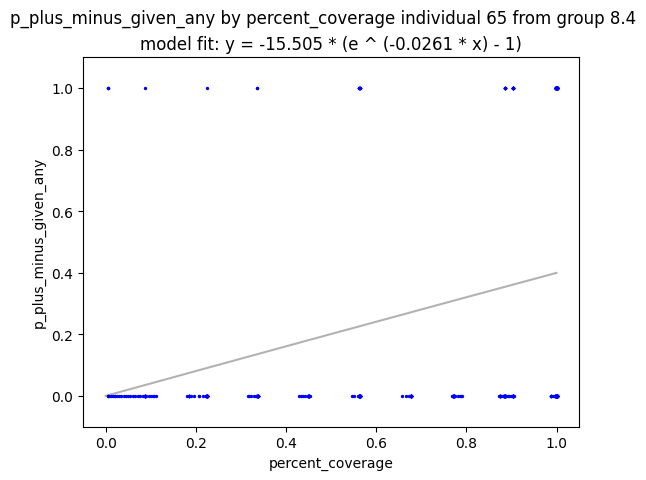 p_plus_minus_given_any by percent_coverage individual 65 from group 8.4
model fit: y = -15.505 * (e ^ (-0.0261 * x) - 1)
1.0
0.8
0.6
0.4
0.2
0.0
p_plus_minus_given_any
0.0 0.2 0.4 0.6 0.8 1.0
percent_coverage